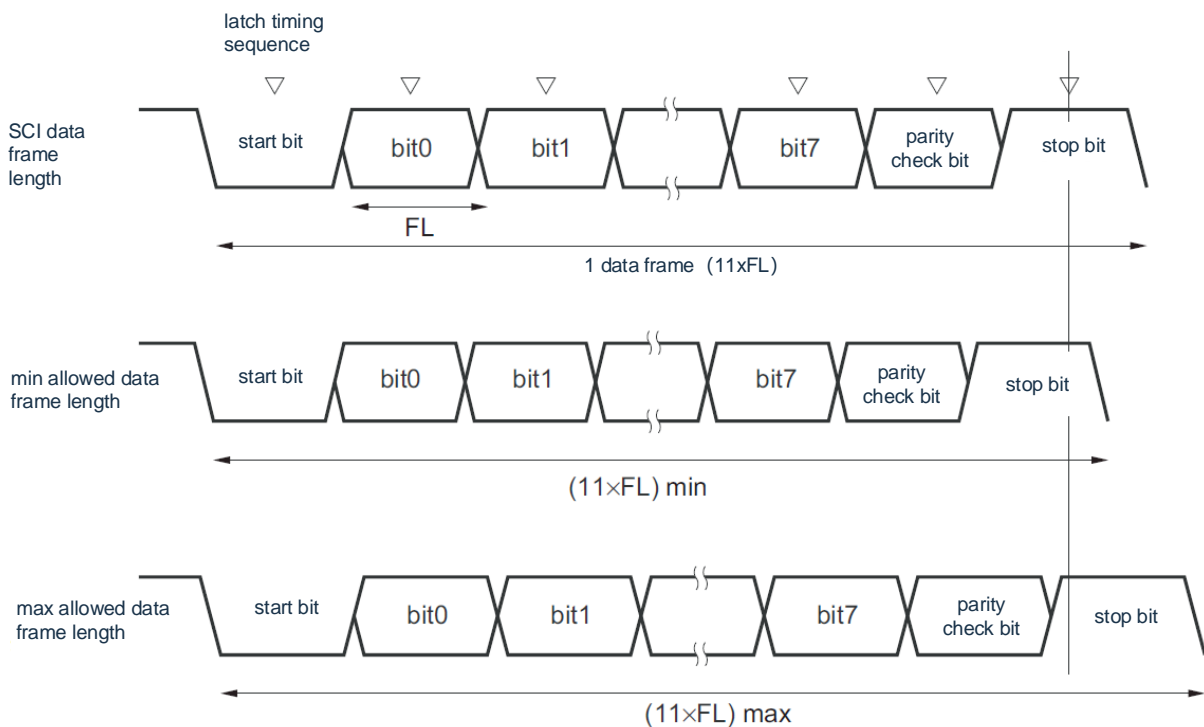 latch timing
sequence
SCI data
frame
length
start bit
bit0
bit1
bit7
parity
check bit
stop bit
FL
1 data frame (11xFL)
min allowed data
frame length
start bit
bit0
bit1
bit7
parity
check bit
stop bit
(11×FL) min
max allowed data
frame length
start bit
bit0
bit1
bit7
parity
check bit
stop bit
(11×FL) max